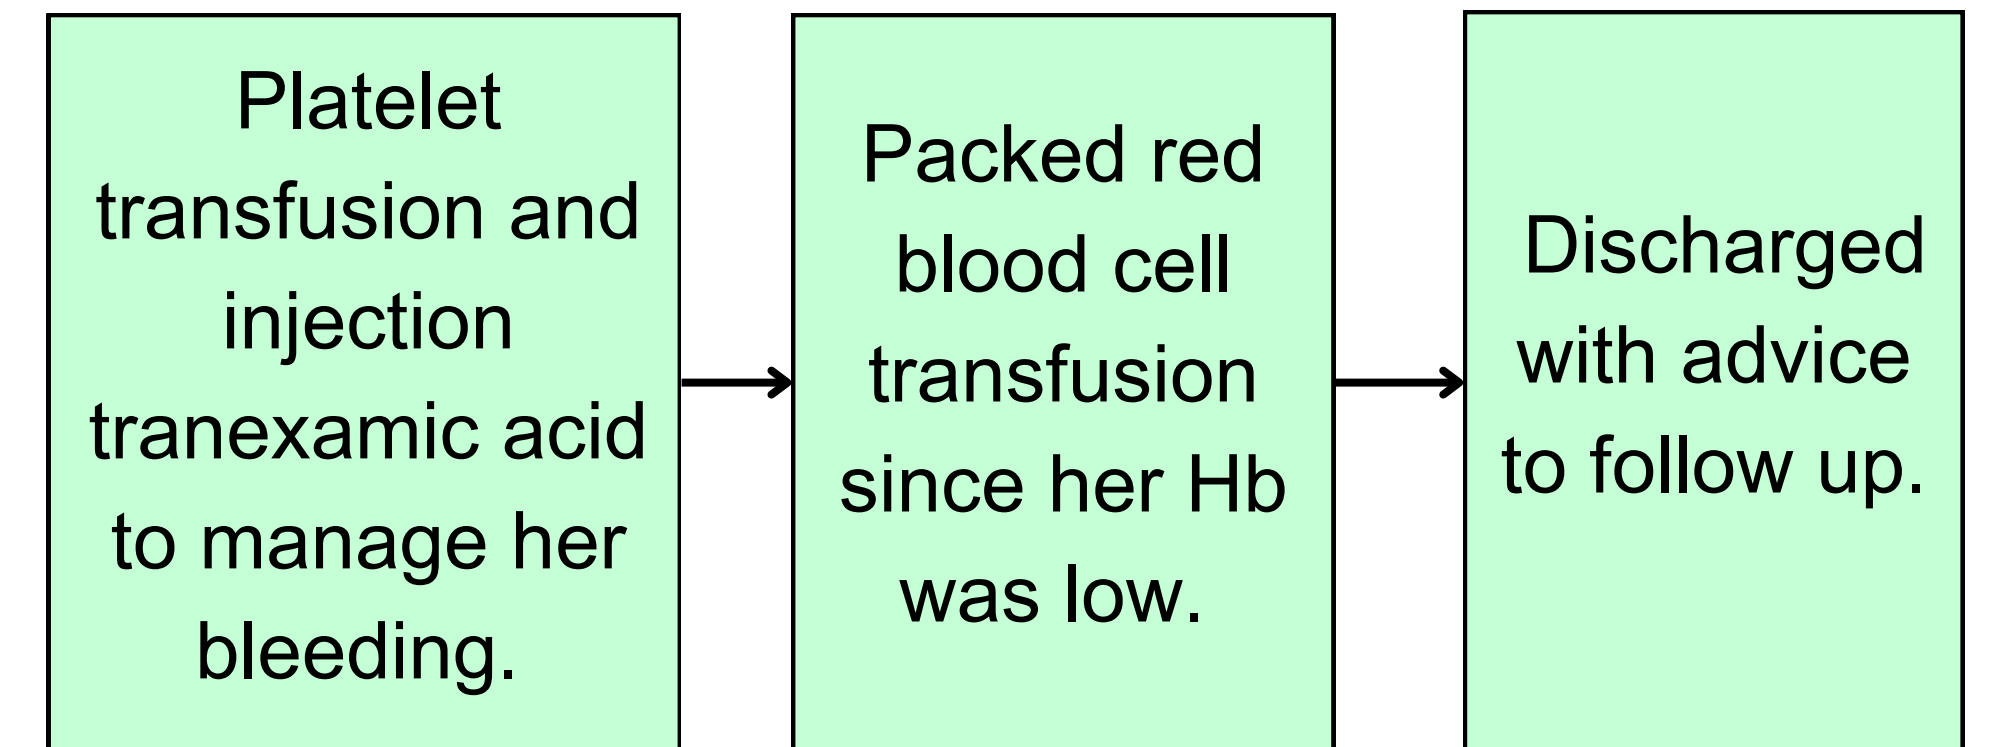 Platelet
transfusion and
injection
tranexamic acid
to manage her
bleeding.
Packed red
blood cell
transfusion
since her Hb
was low.
Discharged
with advice
to follow up.